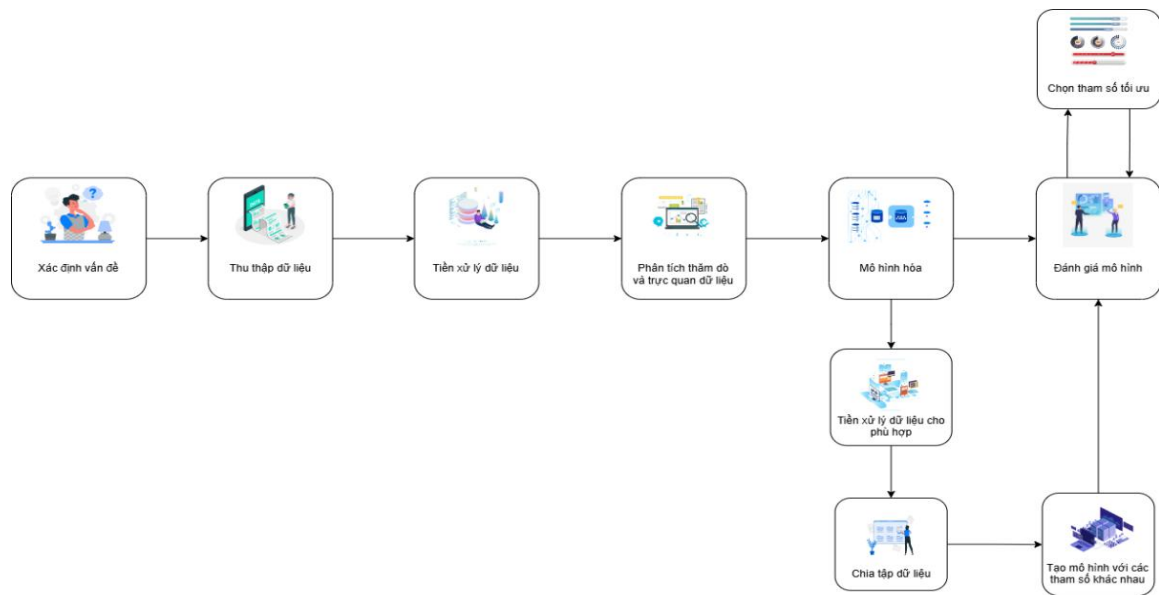 Chọn tham số tối ưu
Xác định vấn đề
Thu thập dữ liệu
Tiền xử lý dữ liệu
Phân tích thăm dò
và trực quan dữ liệu
Mô hình hóa
Đánh giá mô hình
Tiền xử lý dữ liệu cho
phù hợp
Chia tập dữ liệu
Tạo mô hình với các
tham số khác nhau